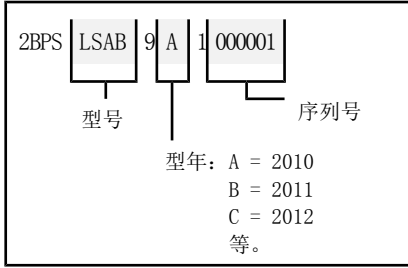 2BPS LSAB 9 A 1 000001
序列号
型号
型年: A = 2010
B = 2011
C = 2012
等。